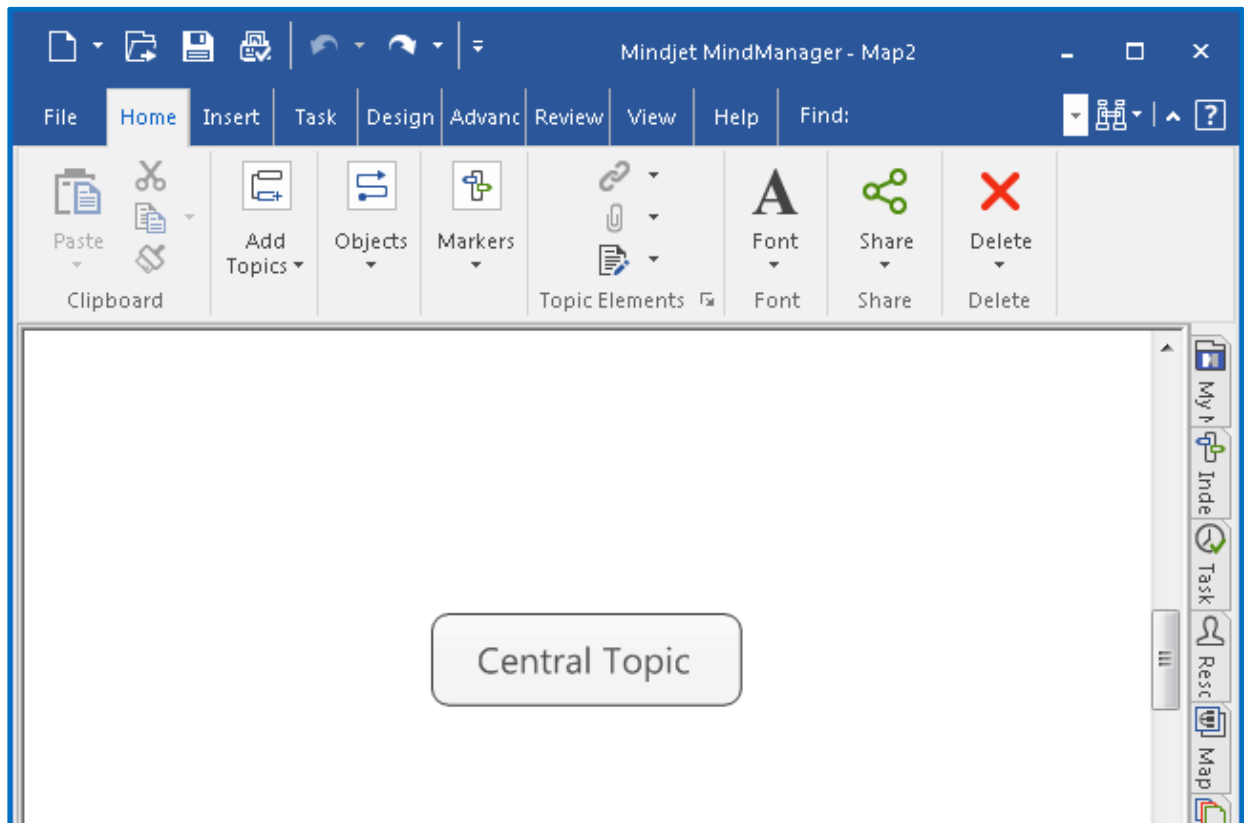 Mindjet MindManager - Map2
File Home Insert Task Design Advanc Review View Help Find:
Paste
Add Topics
Objects
Markers
Font
Share
Delete
Clipboard
Topic Elements
Font
Share
Delete
Central Topic
My M
Inde
Task
Resc
Map